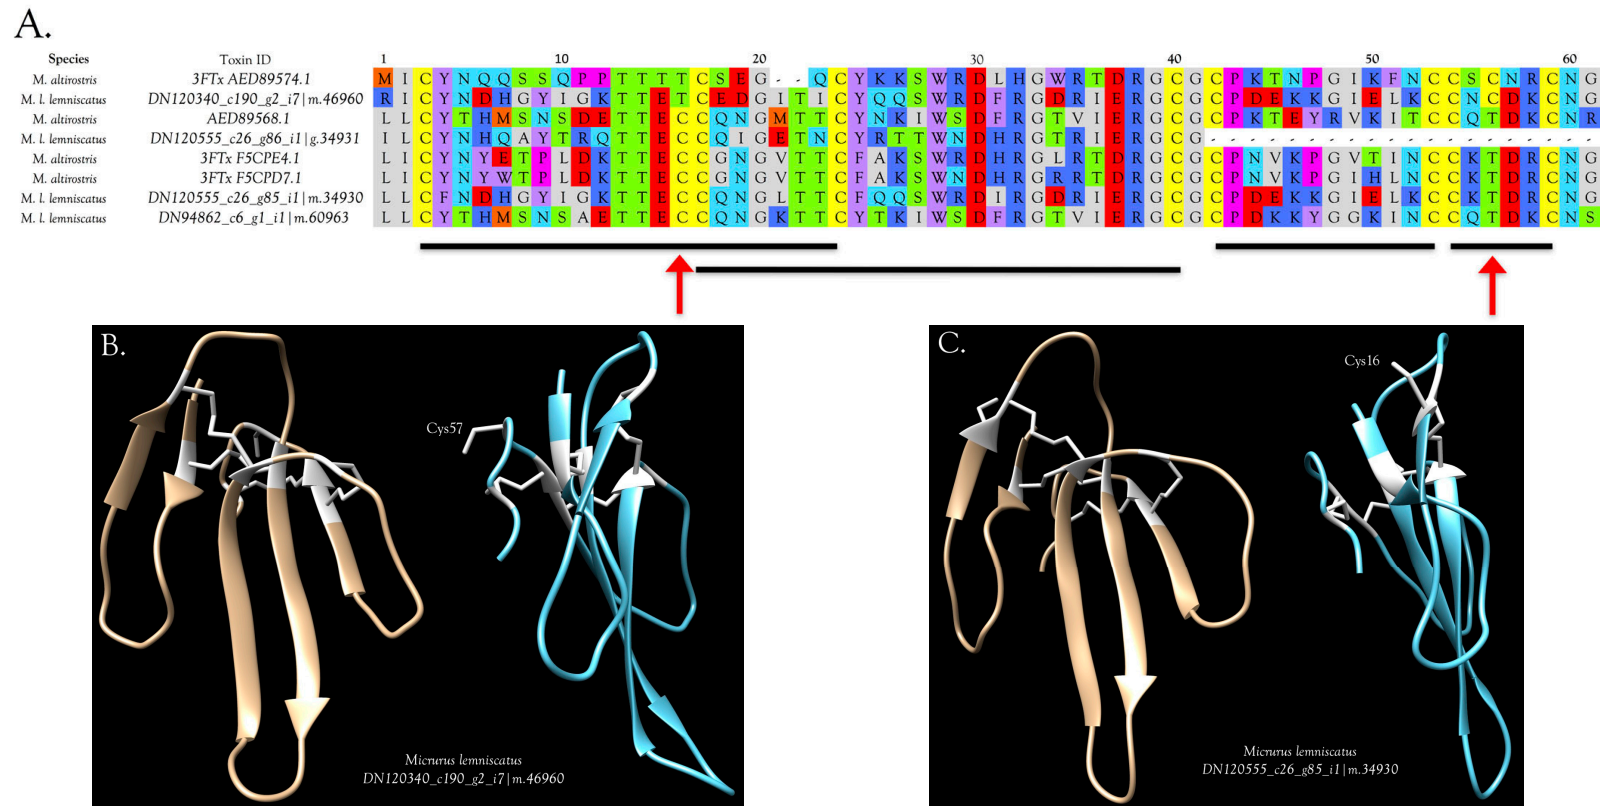 A.
Species Toxin ID 1 10 20 30 40 50 60
M. altirostris 3FTx AED89574.1 M I C Y N Q Q S S Q P P T T T T C S E G - - Q C Y K K S W R D L H G W R T D R G C G C P K T N P G I K F N C C S C N R C N G
M. l. lemniscatus DN120340_c190_g2_i7|m.46960 R I C Y N D H G Y I G K T T E T C E D G I T I C Y Q Q S W R D F R G D R I E R G C G C P D E K K G I E L K C C N C D K C N G
M. altirostris AED89568.1 L L C Y T H M S N S D E T T E C C Q N G M T T C Y N K I W S D F R G T V I E R G C G C P K T E Y R V K I T C C Q T D K C N R
M. l. lemniscatus DN120555_c26_g86_i1|g.34931 I L C Y N H Q A Y T R Q T T E C C Q I G E T N C Y R T T W N D H R G T R I E R G C G - - - - - - - - - - - - - - - - - - - -
M. altirostris 3FTx F5CPE4.1 L I C Y N Y E T P L D K T T E C C G N G V T T C F A K S W R D H R G L R T D R G C G C P N V K P G V T I N C C K T D R C N G
M. altirostris 3FTx F5CPD7.1 L I C Y N Y W T P L D K T T E C C G N G V T T C F A K S W N D H R G R R T D R G C G C P N V K P G I H L N C C K T D R C N G
M. l. lemniscatus DN120555_c26_g85_i1|m.34930 L L C F N D H G Y I G K T T E C C Q N G I T T C F Q K S W R D I R G D R I E R G C G C P D E K K G I E L K C C K T D R C N G
M. l. lemniscatus DN94862_c6_g1_i1|m.60963 L L C Y T H M S N S A E T T E C C Q N G K T T C Y T K I W S D F R G T V I E R G C G C P D K K Y G G K I N C C Q T D K C N S
B.
Cys57
Micrurus lemniscatus
DN120340_c190_g2_i7|m.46960
C.
Cys16
Micrurus lemniscatus
DN120555_c26_g85_i1|m.34930